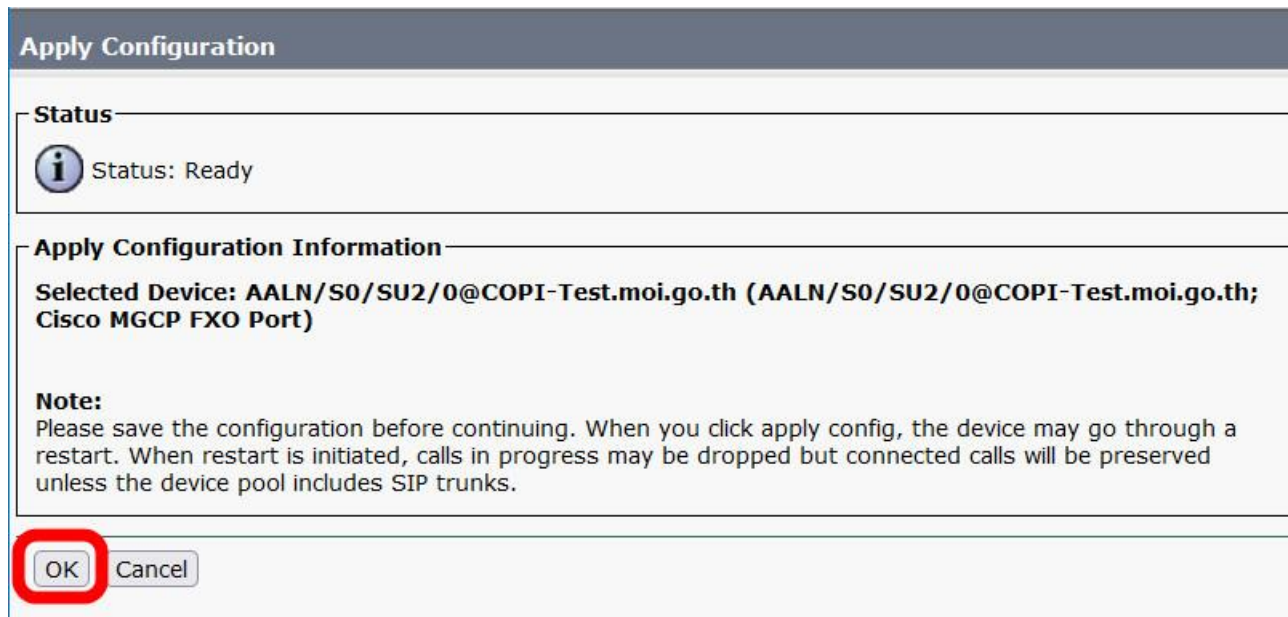 Apply Configuration
Status
i Status: Ready
Apply Configuration Information
Selected Device: AALN/S0/SU2/0@COPI-Test.moi.go.th (AALN/S0/SU2/0@COPI-Test.moi.go.th;
Cisco MGCP FXO Port)
Note:
Please save the configuration before continuing. When you click apply config, the device may go through a
restart. When restart is initiated, calls in progress may be dropped but connected calls will be preserved
unless the device pool includes SIP trunks.
OK Cancel